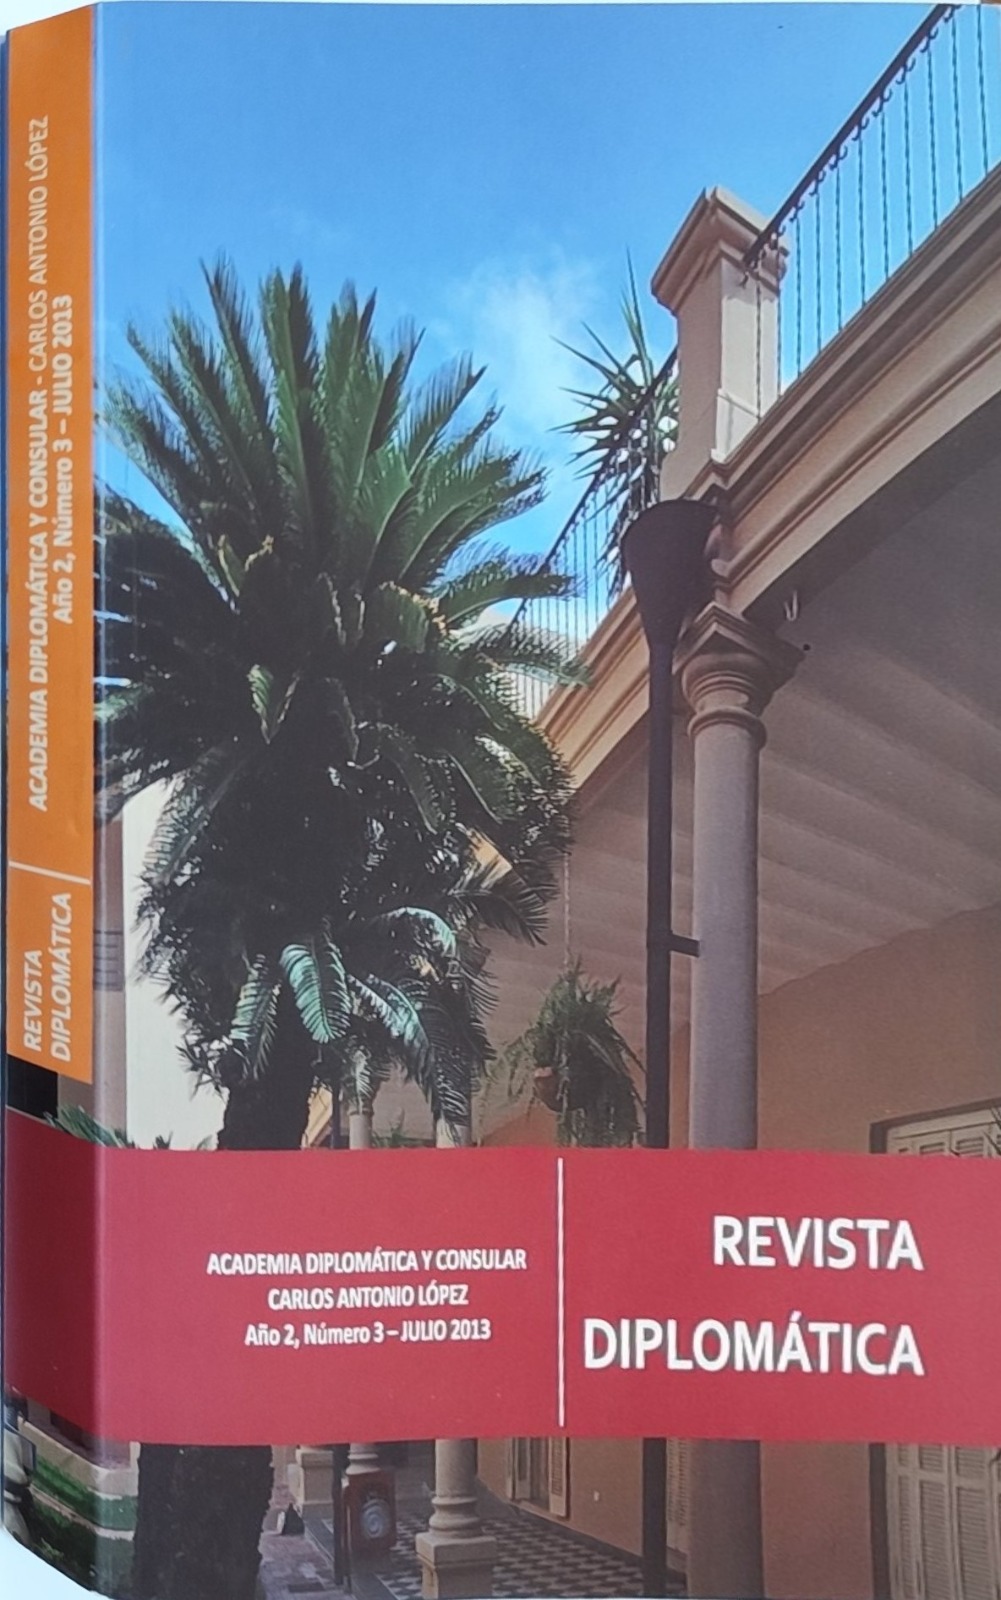 REVISTA
DIPLOMÁTICA
ACADEMIA DIPLOMÁTICA Y CONSULAR - CARLOS ANTONIO LÓPEZ
Año 2, Número 3 – JULIO 2013
ACADEMIA DIPLOMÁTICA Y CONSULAR
CARLOS ANTONIO LÓPEZ
Año 2, Número 3 – JULIO 2013
REVISTA
DIPLOMÁTICA